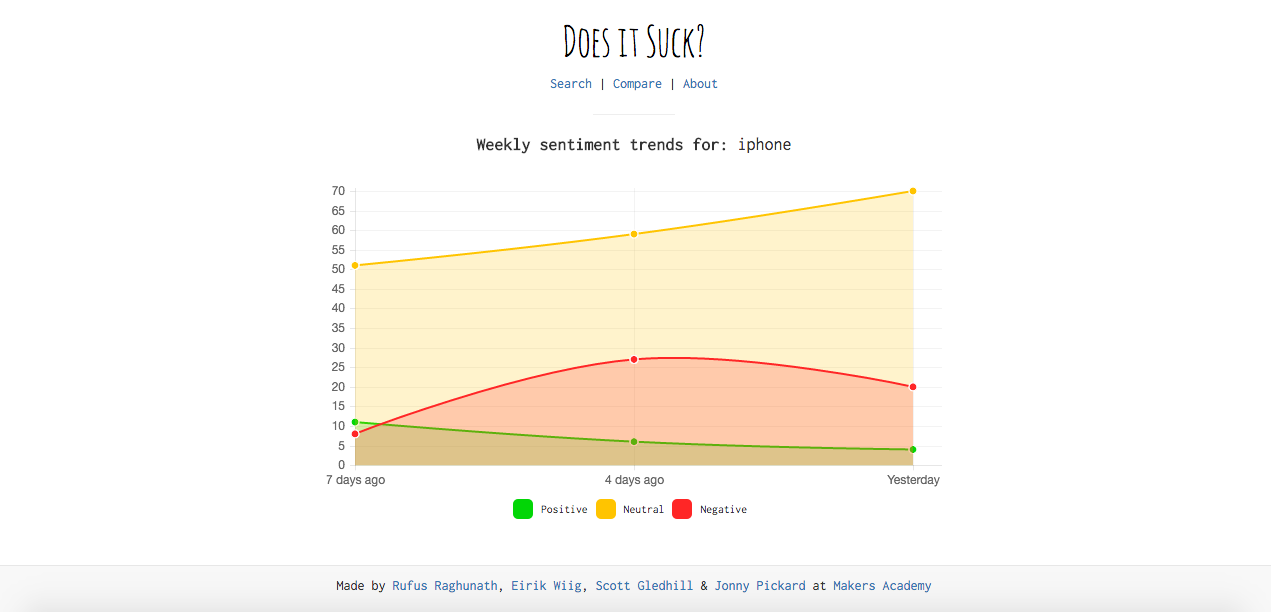 Does it Suck?
Search | Compare | About
Weekly sentiment trends for: iphone
70
65
60
55
50
45
40
35
30
25
20
15
10
5
0
7 days ago 4 days ago Yesterday
Positive Neutral Negative
Made by Rufus Raghunath, Eirik Wiig, Scott Gledhill & Jonny Pickard at Makers Academy